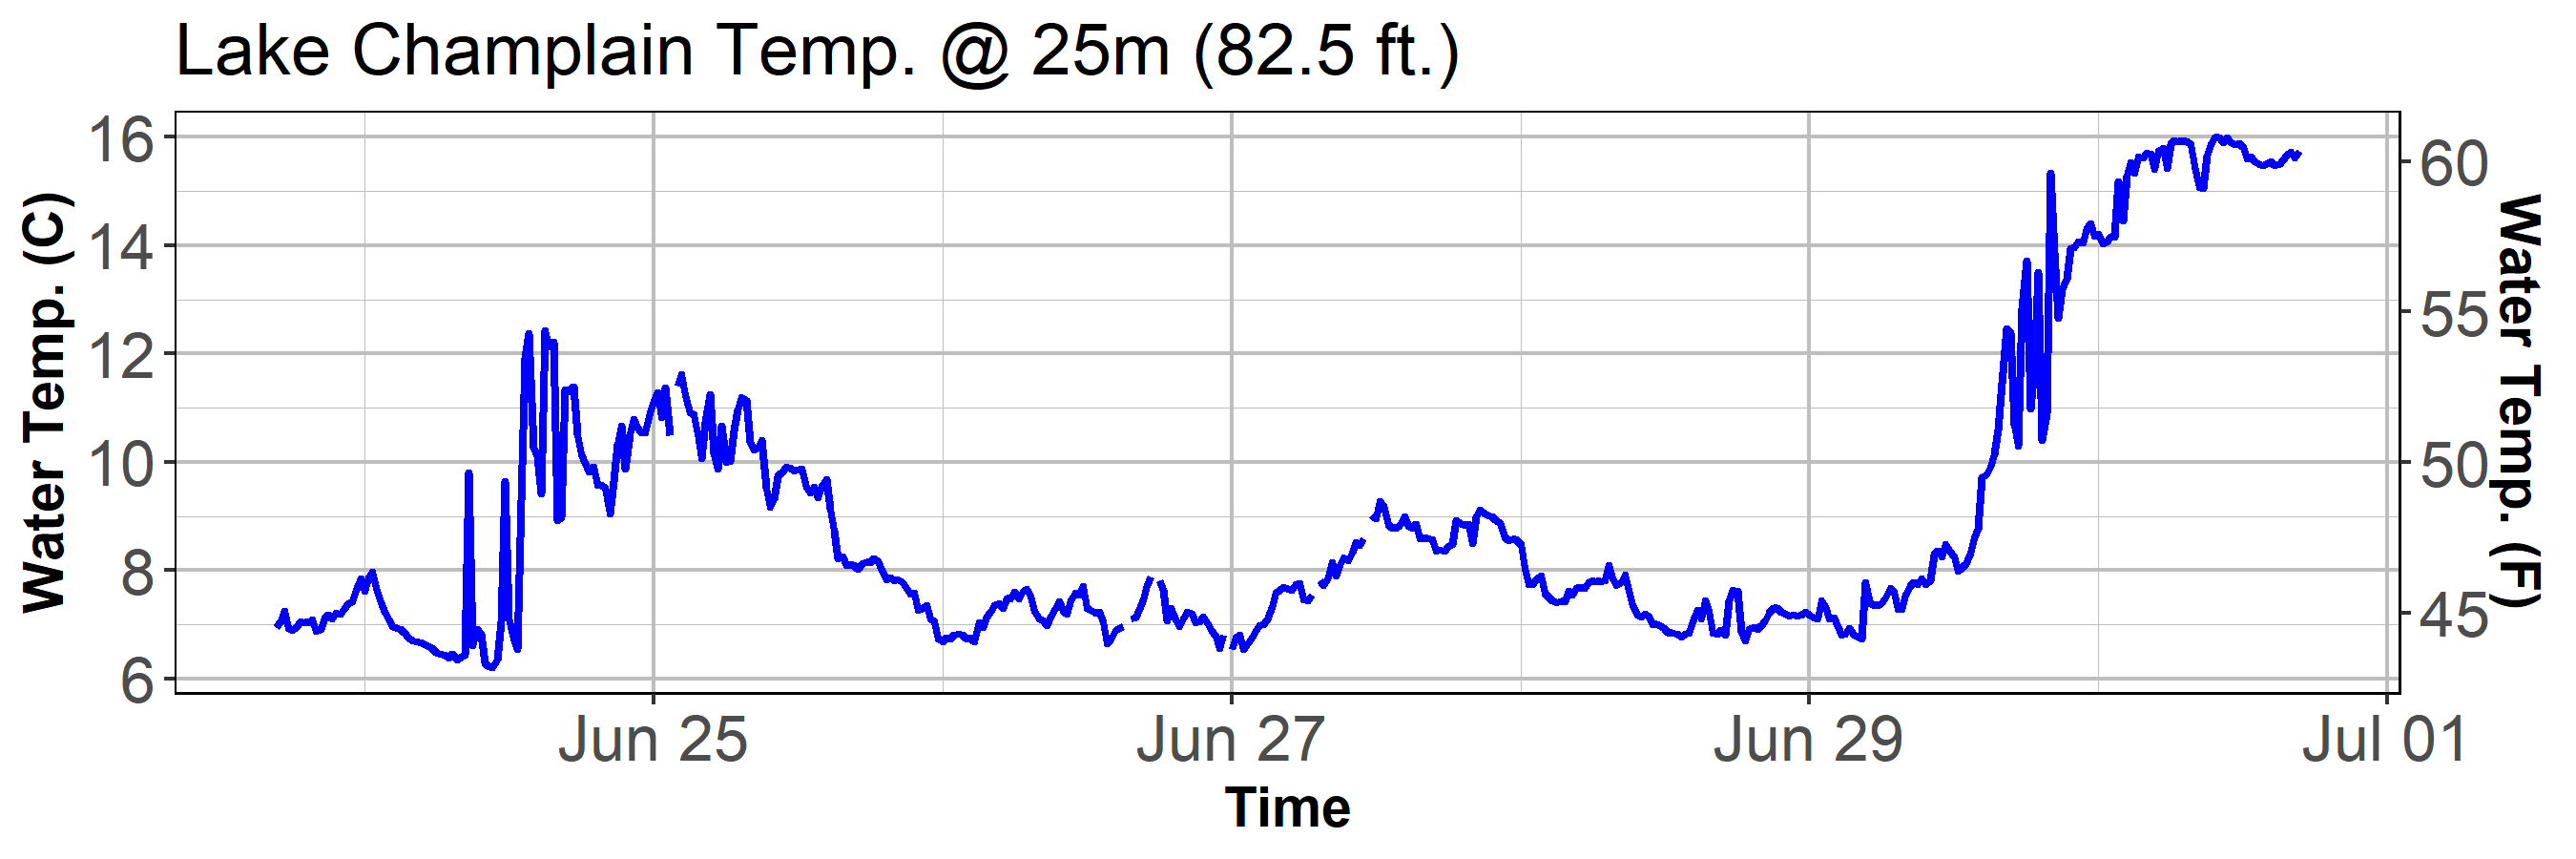 Lake Champlain Temp. @ 25m (82.5 ft.)
Water Temp. (C)
16
14
12
10
8
6
60
55
50
45
Water Temp. (F)
Jun 25
Jun 27
Jun 29
Jul 01
Time